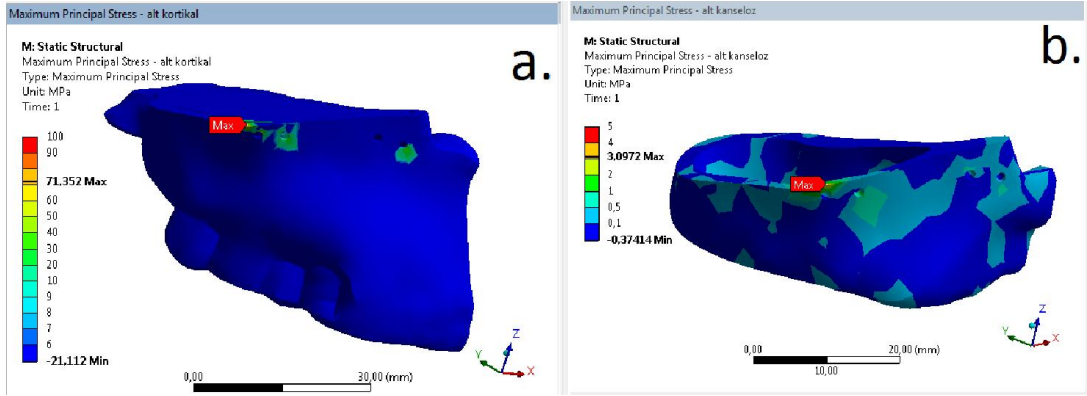 Maximum Principal Stress - alt kortikal
M: Static Structural
Maximum Principal Stress - alt kortikal
Type: Maximum Principal Stress
Unit: MPa
Time: 1
a.
Max
100
90
71,352 Max
60
50
40
30
20
10
9
8
7
6
-21,112 Min
0,00
30,00 (mm)
Z
Y
X
Maximum Principal Stress - alt kanseloz
M: Static Structural
Maximum Principal Stress - alt kanseloz
Type: Maximum Principal Stress
Unit: MPa
Time: 1
b.
Max
5
4
3,0972 Max
2
1
0,5
0,1
-0,37414 Min
0,00
20,00 (mm)
10,00
Z
Y
X